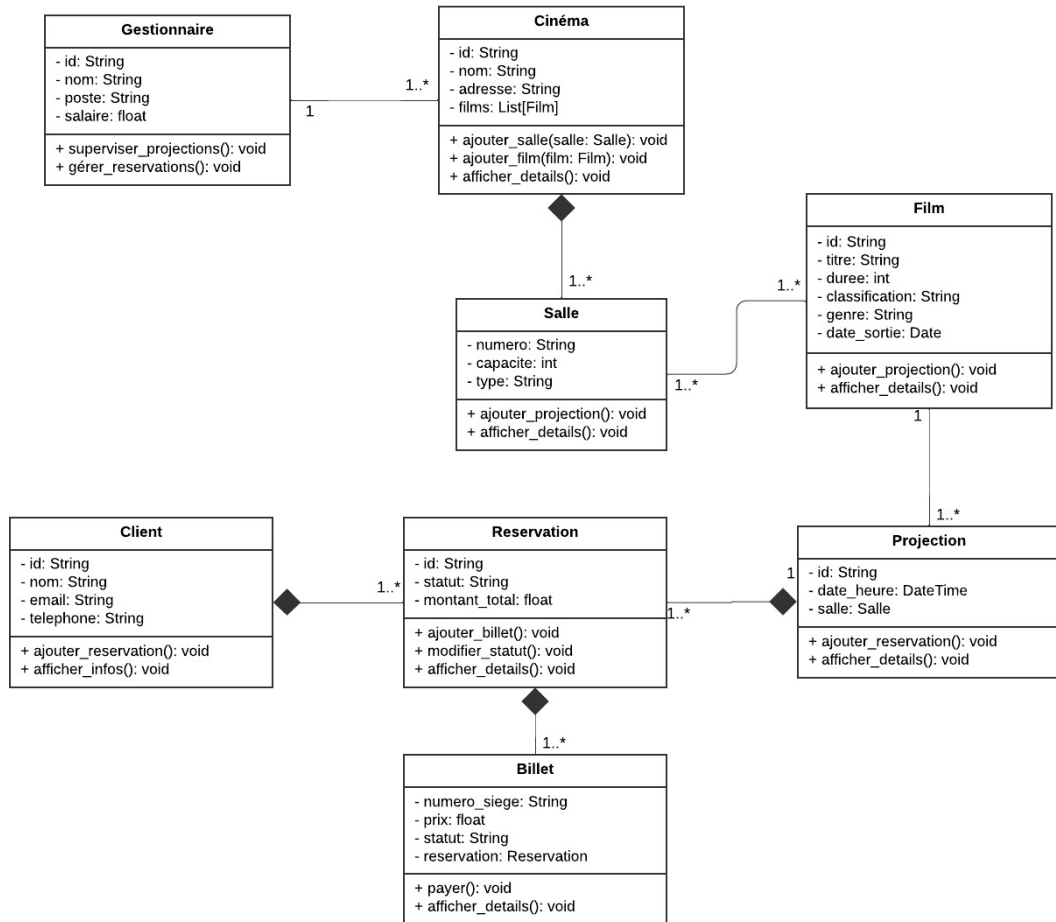 Gestionnaire
- id: String
- nom: String
- poste: String
- salaire: float
+ superviser_projections(): void
+ gérer_reservations(): void
1
1..*
Cinéma
- id: String
- nom: String
- adresse: String
- films: List[Film]
+ ajouter_salle(salle: Salle): void
+ ajouter_film(film: Film): void
+ afficher_details(): void
1..*
Salle
- numero: String
- capacite: int
- type: String
+ ajouter_projection(): void
+ afficher_details(): void
1..*
1..*
Film
- id: String
- titre: String
- duree: int
- classification: String
- genre: String
- date_sortie: Date
+ ajouter_projection(): void
+ afficher_details(): void
1
1..*
Client
- id: String
- nom: String
- email: String
- telephone: String
+ ajouter_reservation(): void
+ afficher_infos(): void
1..*
Reservation
- id: String
- statut: String
- montant_total: float
+ ajouter_billet(): void
+ modifier_statut(): void
+ afficher_details(): void
1..*
1
Projection
- id: String
- date_heure: DateTime
- salle: Salle
+ ajouter_reservation(): void
+ afficher_details(): void
1..*
Billet
- numero_siege: String
- prix: float
- statut: String
- reservation: Reservation
+ payer(): void
+ afficher_details(): void